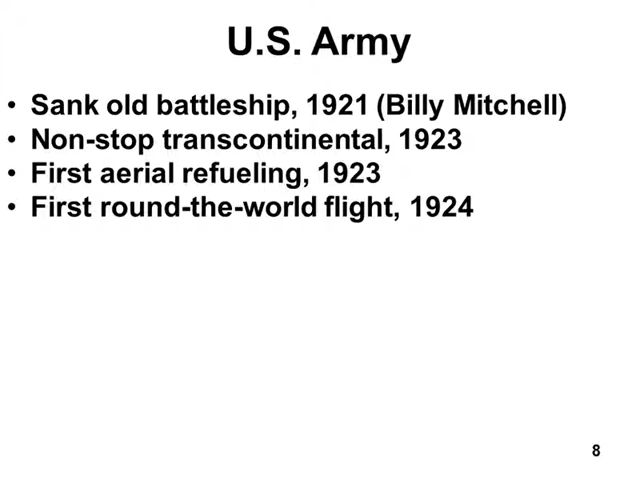 U.S. Army
• Sank old battleship, 1921 (Billy Mitchell)
• Non-stop transcontinental, 1923
• First aerial refueling, 1923
• First round-the-world flight, 1924
8